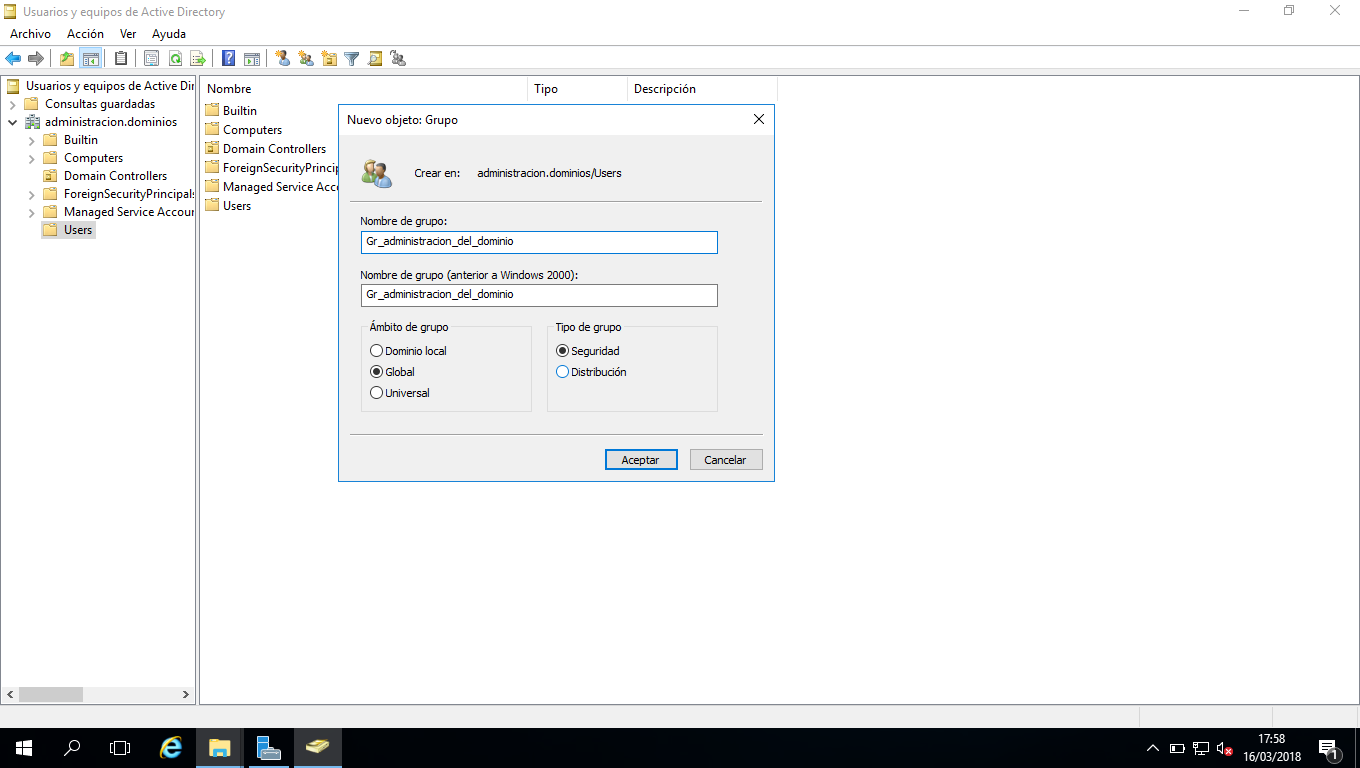 Usuarios y equipos de Active Directory
Archivo Acción Ver Ayuda
Usuarios y equipos de Active Dir
Consultas guardadas
administracion.dominios
Builtin
Computers
Domain Controllers
ForeignSecurityPrincipals
Managed Service Accour
Users
Nombre Tipo Descripción
Builtin
Computers
Domain Controllers
ForeignSecurityPrincip
Managed Service Acco
Users
Nuevo objeto: Grupo
Crear en: administracion.dominios/Users
Nombre de grupo:
Gr_administracion_del_dominio
Nombre de grupo (anterior a Windows 2000):
Gr_administracion_del_dominio
Ámbito de grupo
Dominio local
Global
Universal
Tipo de grupo
Seguridad
Distribución
Aceptar Cancelar
17:58
16/03/2018
1